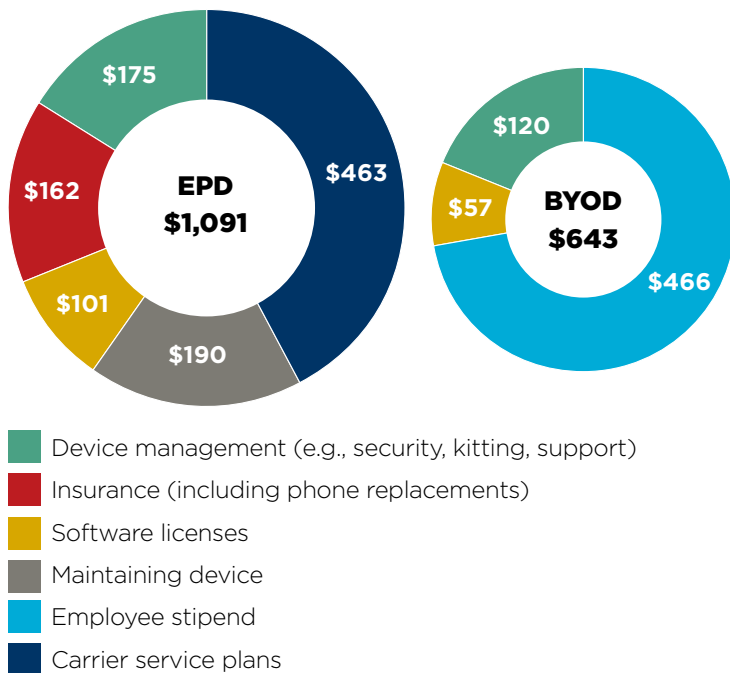 $175
$463
$162
EPD
$1,091
$101
$190
$120
$57
BYOD
$643
$466
Device management (e.g., security, kitting, support)
Insurance (including phone replacements)
Software licenses
Maintaining device
Employee stipend
Carrier service plans